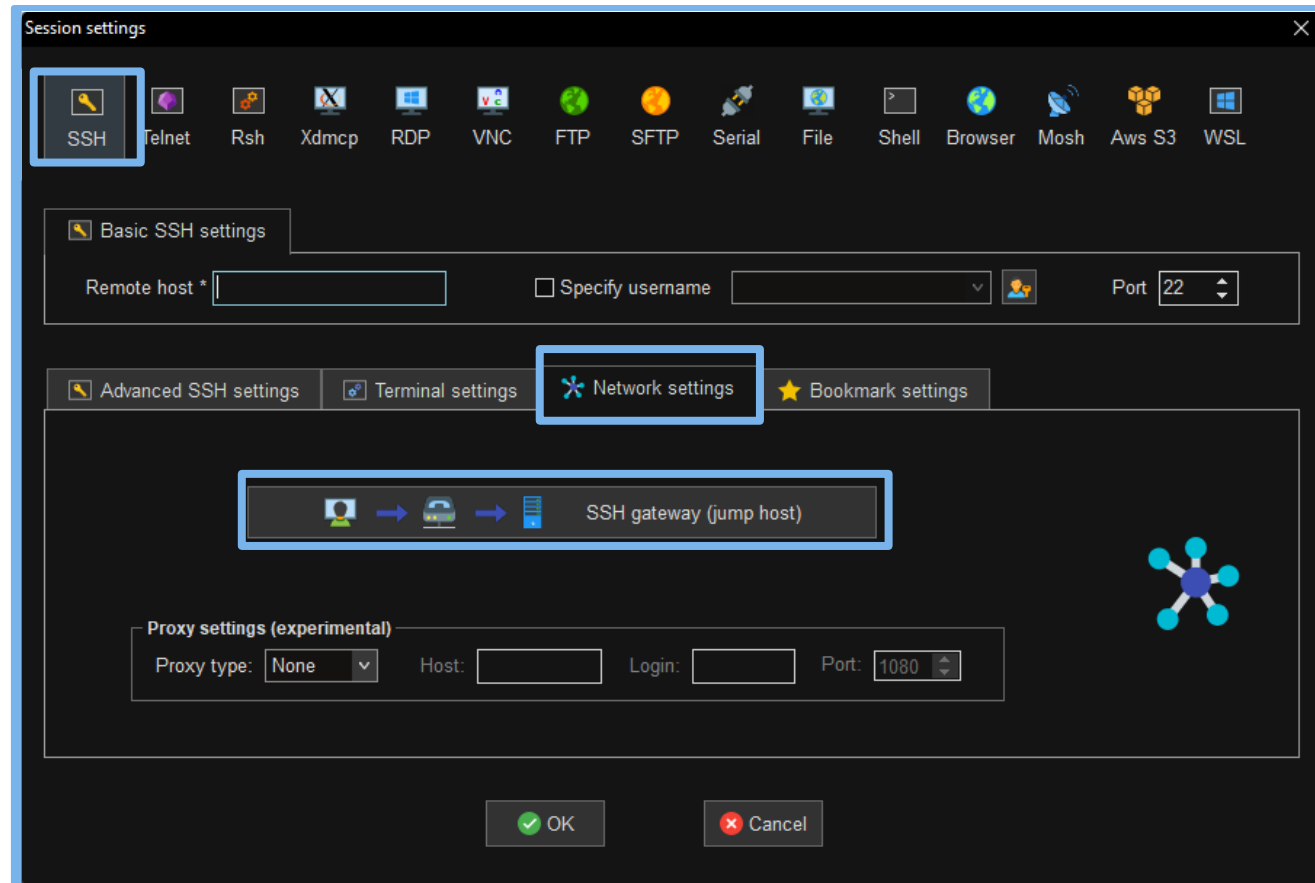 Session settings
SSH Telnet Rsh Xdmcp RDP VNC FTP SFTP Serial File Shell Browser Mosh Aws S3 WSL
Basic SSH settings
Remote host * Specify username Port 22
Advanced SSH settings Terminal settings Network settings Bookmark settings
SSH gateway (jump host)
Proxy settings (experimental)
Proxy type: None Host: Login: Port: 1080
OK Cancel